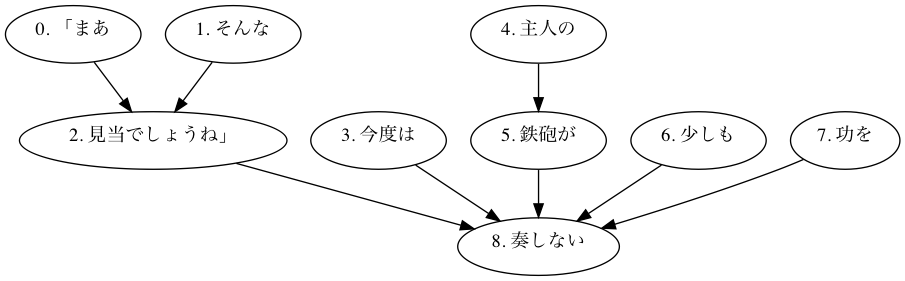 0. 「まあ
1. そんな
4. 主人の
2. 見当でしょうね」
3. 今度は
5. 鉄砲が
6. 少しも
7. 功を
8. 奏しない